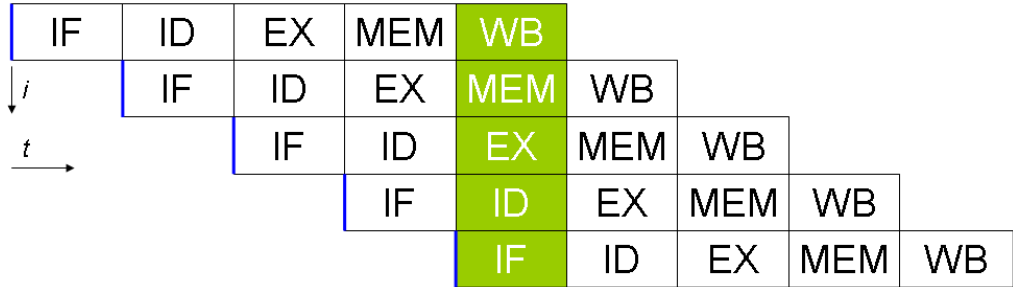 IF ID EX MEM WB
i IF ID EX MEM WB
t IF ID EX MEM WB
IF ID EX MEM WB
IF ID EX MEM WB